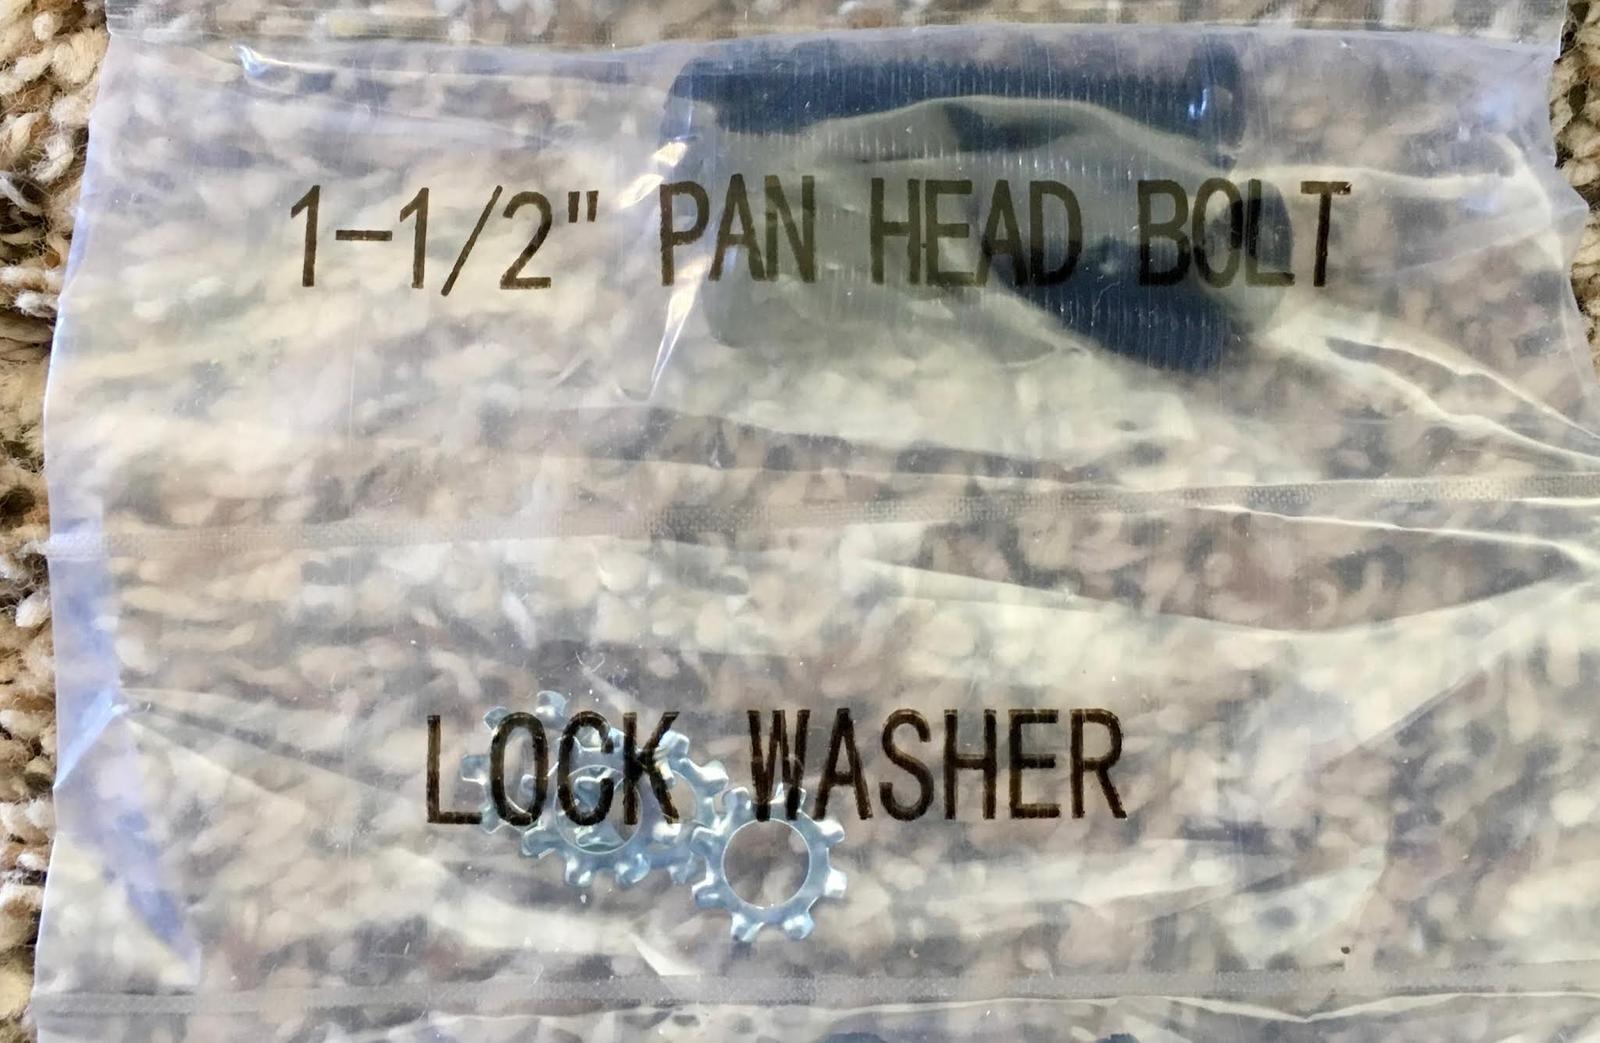 1-1/2" PAN HEAD BOLT
LOCK WASHER